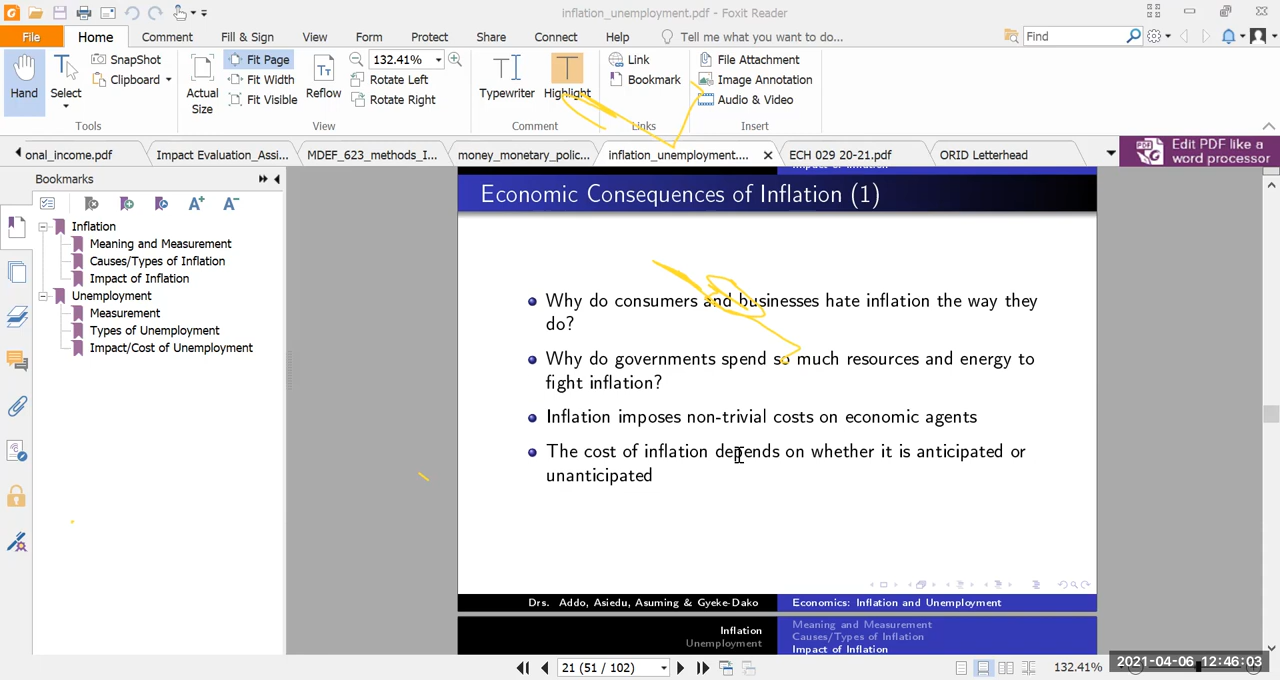 inflation_unemployment.pdf - Foxit Reader
File Home Comment Fill & Sign View Form Protect Share Connect Help Tell me what you want to do... Find
SnapShot
Clipboard
Hand Select
Tools
Actual Size
Fit Page
Fit Width
Fit Visible
Reflow
132.41%
Rotate Left
Rotate Right
View
Typewriter Highlight
Comment
Link
Bookmark
Links
File Attachment
Image Annotation
Audio & Video
Insert
onal_income.pdf Impact Evaluation_Assi... MDEF_623_methods_I... money_monetary_polic... inflation_unemployment.... ECH 029 20-21.pdf ORID Letterhead
Edit PDF like a
word processor
Bookmarks
Inflation
Meaning and Measurement
Causes/Types of Inflation
Impact of Inflation
Unemployment
Measurement
Types of Unemployment
Impact/Cost of Unemployment
Impact of Inflation
Economic Consequences of Inflation (1)
Why do consumers and businesses hate inflation the way they
do?
Why do governments spend so much resources and energy to
fight inflation?
Inflation imposes non-trivial costs on economic agents
The cost of inflation depends on whether it is anticipated or
unanticipated
Drs. Addo, Asiedu, Asuming & Gyeke-Dako Economics: Inflation and Unemployment
Inflation
Unemployment
Meaning and Measurement
Causes/Types of Inflation
Impact of Inflation
21 (51 / 102)
132.41%
2021-04-06 12:46:03